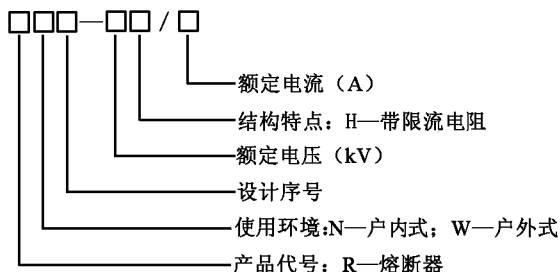 □□□—□□/□
额定电流（A）
结构特点：H—带限流电阻
额定电压（kV）
设计序号
使用环境:N—户内式；W—户外式
产品代号：R—熔断器